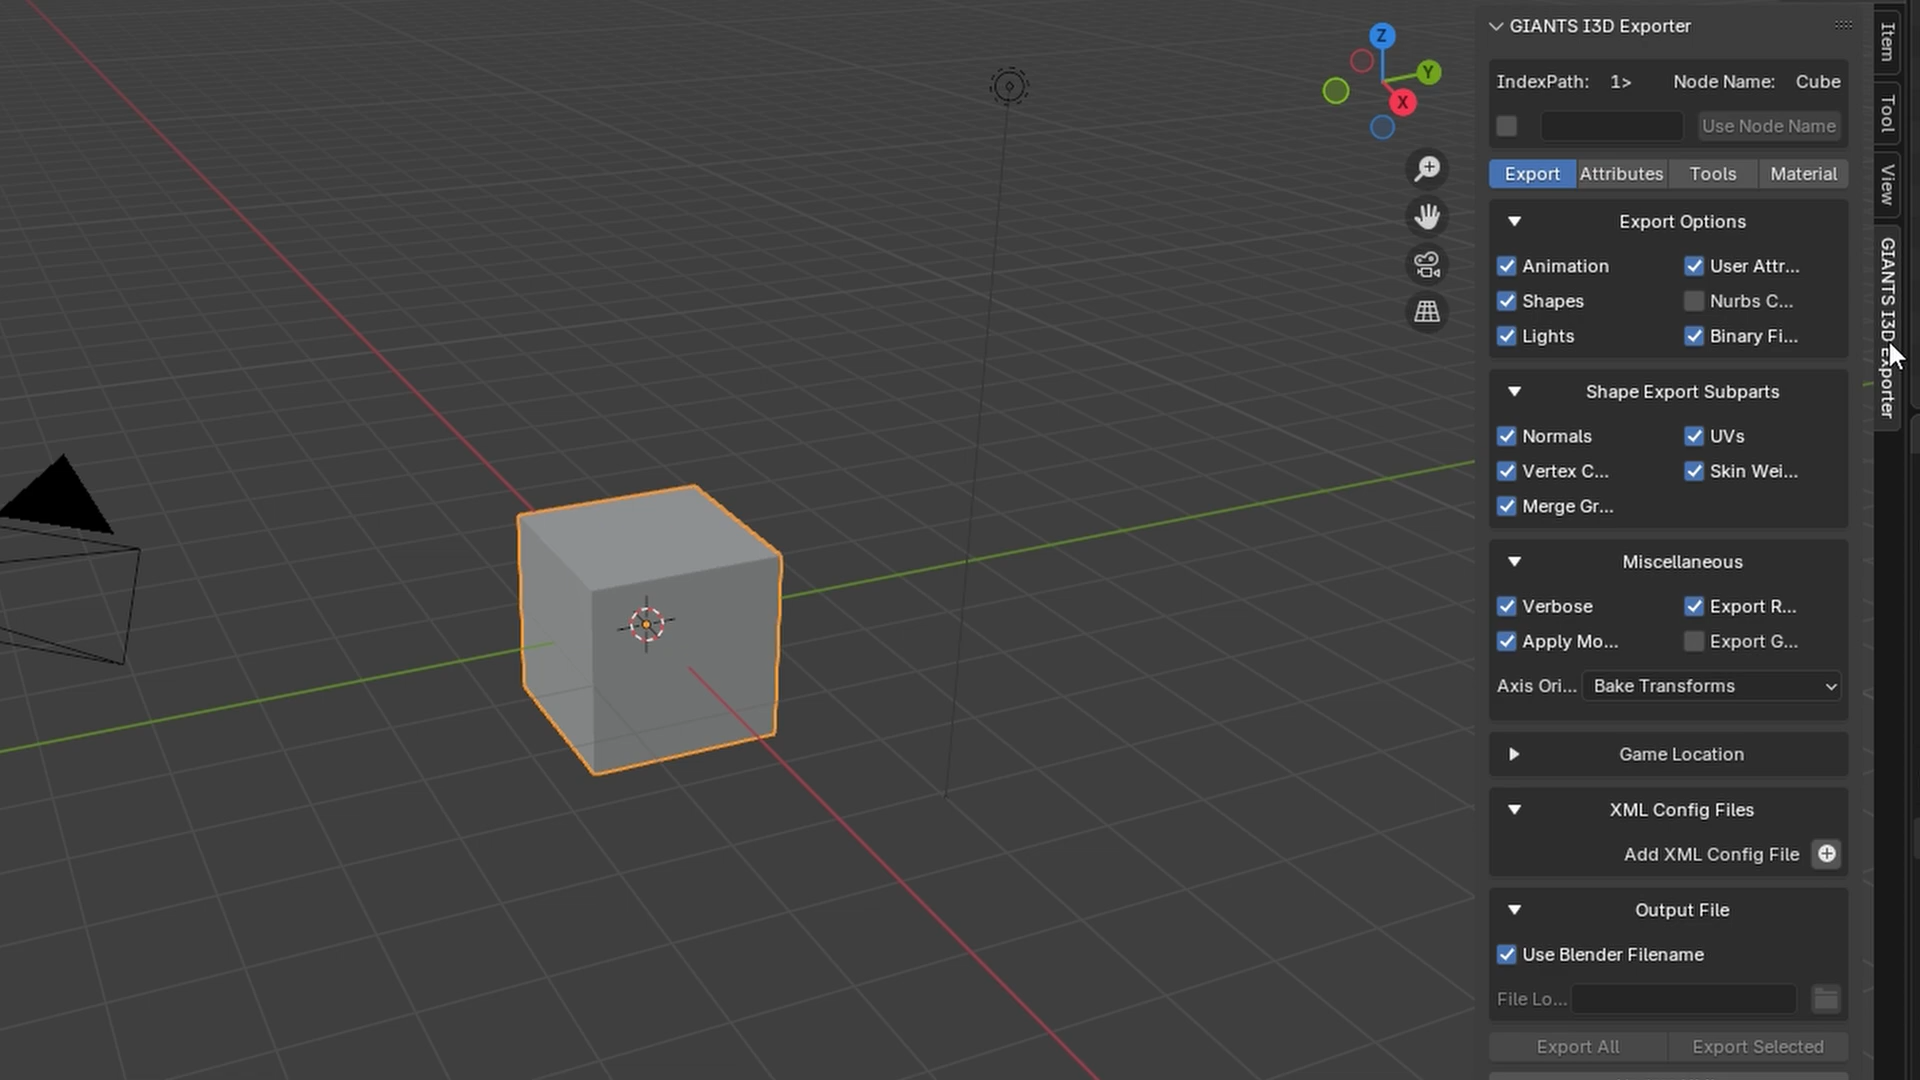 GIANTS I3D Exporter
IndexPath: 1> Node Name: Cube
Use Node Name
Export Attributes Tools Material
Export Options
Animation User Attr...
Shapes Nurbs C...
Lights Binary Fi...
Shape Export Subparts
Normals UVs
Vertex C... Skin Wei...
Merge Gr...
Miscellaneous
Verbose Export R...
Apply Mo... Export G...
Axis Ori... Bake Transforms
Game Location
XML Config Files
Add XML Config File
Output File
Use Blender Filename
File Lo...
Export All Export Selected
Z
Y
X
Item
Tool
View
GIANTS I3D Exporter